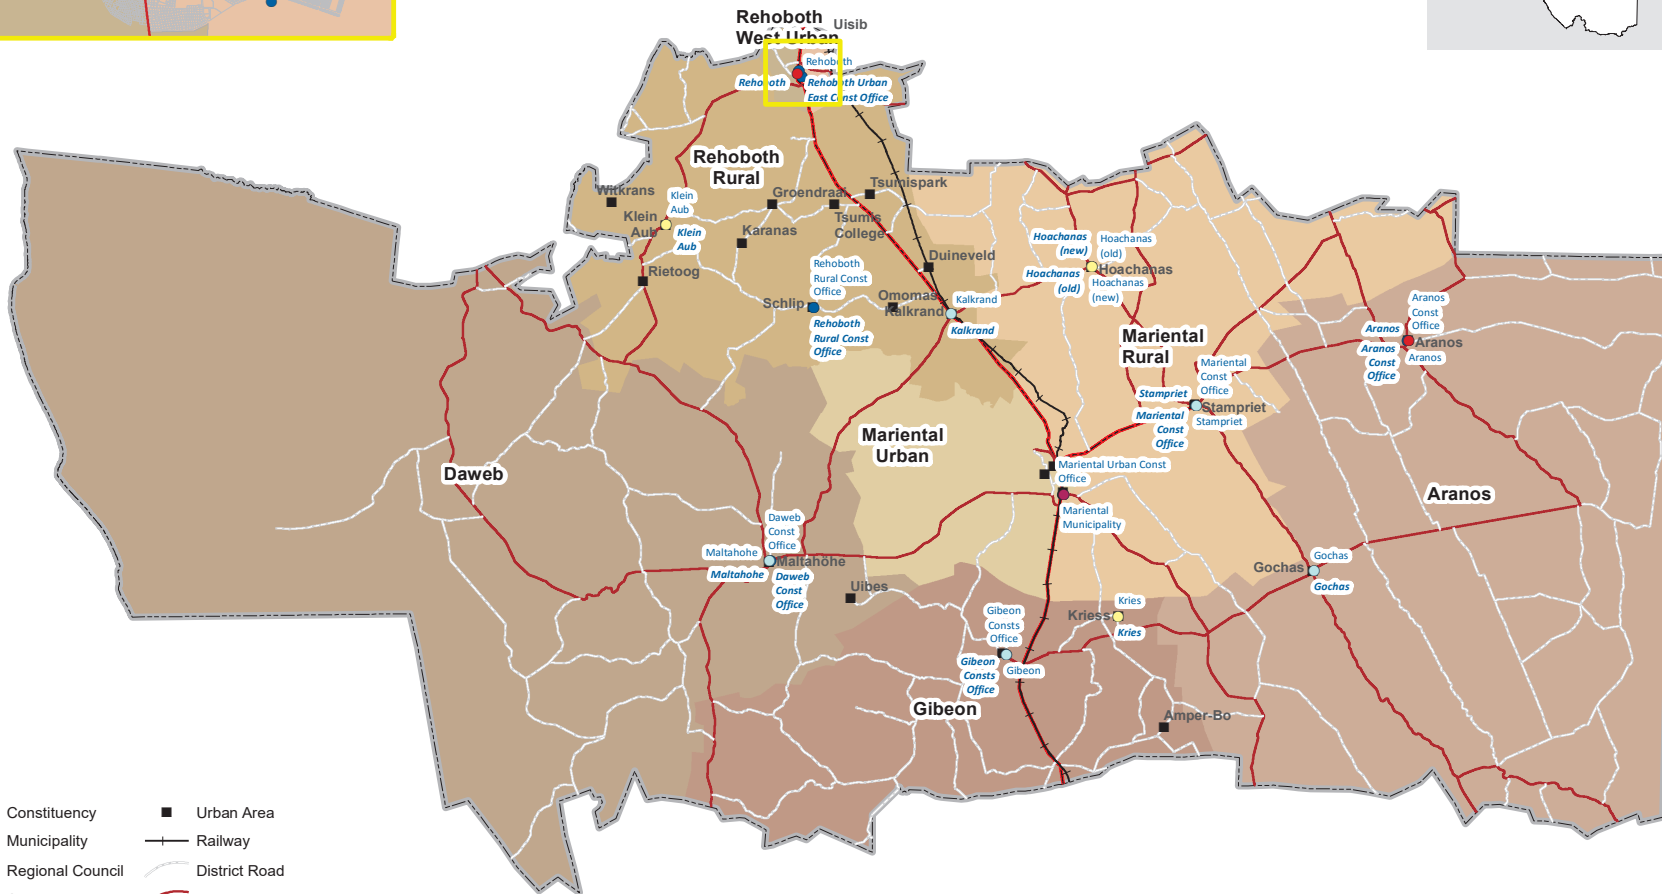 Rehoboth
West Urban
Uisib
Rehoboth
Rehoboth
Rehoboth Urban
East Const Office
Rehoboth
Rural
Witkrans
Klein
Aub
Klein
Aub
Klein
Aub
Groendraai
Tsumispark
Tsumis
College
Karanas
Rietoog
Duineveld
Rehoboth
Rural Const
Office
Schlip
Rehoboth
Rural Const
Office
Omomas
Kalkrand
Kalkrand
Kalkrand
Hoachanas
(new)
Hoachanas
(old)
Hoachanas
(old)
Hoachanas
Hoachanas
(new)
Mariental
Rural
Mariental
Const
Office
Stampriet
Stampriet
Stampriet
Mariental
Const
Office
Aranos
Const
Office
Aranos
Aranos
Aranos
Aranos
Const
Office
Mariental
Urban
Mariental Urban Const
Office
Mariental
Municipality
Daweb
Aranos
Daweb
Const
Office
Maltahohe
Maltahöhe
Maltahohe
Daweb
Const
Office
Uibes
Gochas
Gochas
Gochas
Kries
Kriess
Kries
Gibeon
Consts
Office
Gibeon
Consts
Office
Gibeon
Gibeon
Amper-Bo
Constituency
Urban Area
Municipality
Railway
Regional Council
District Road